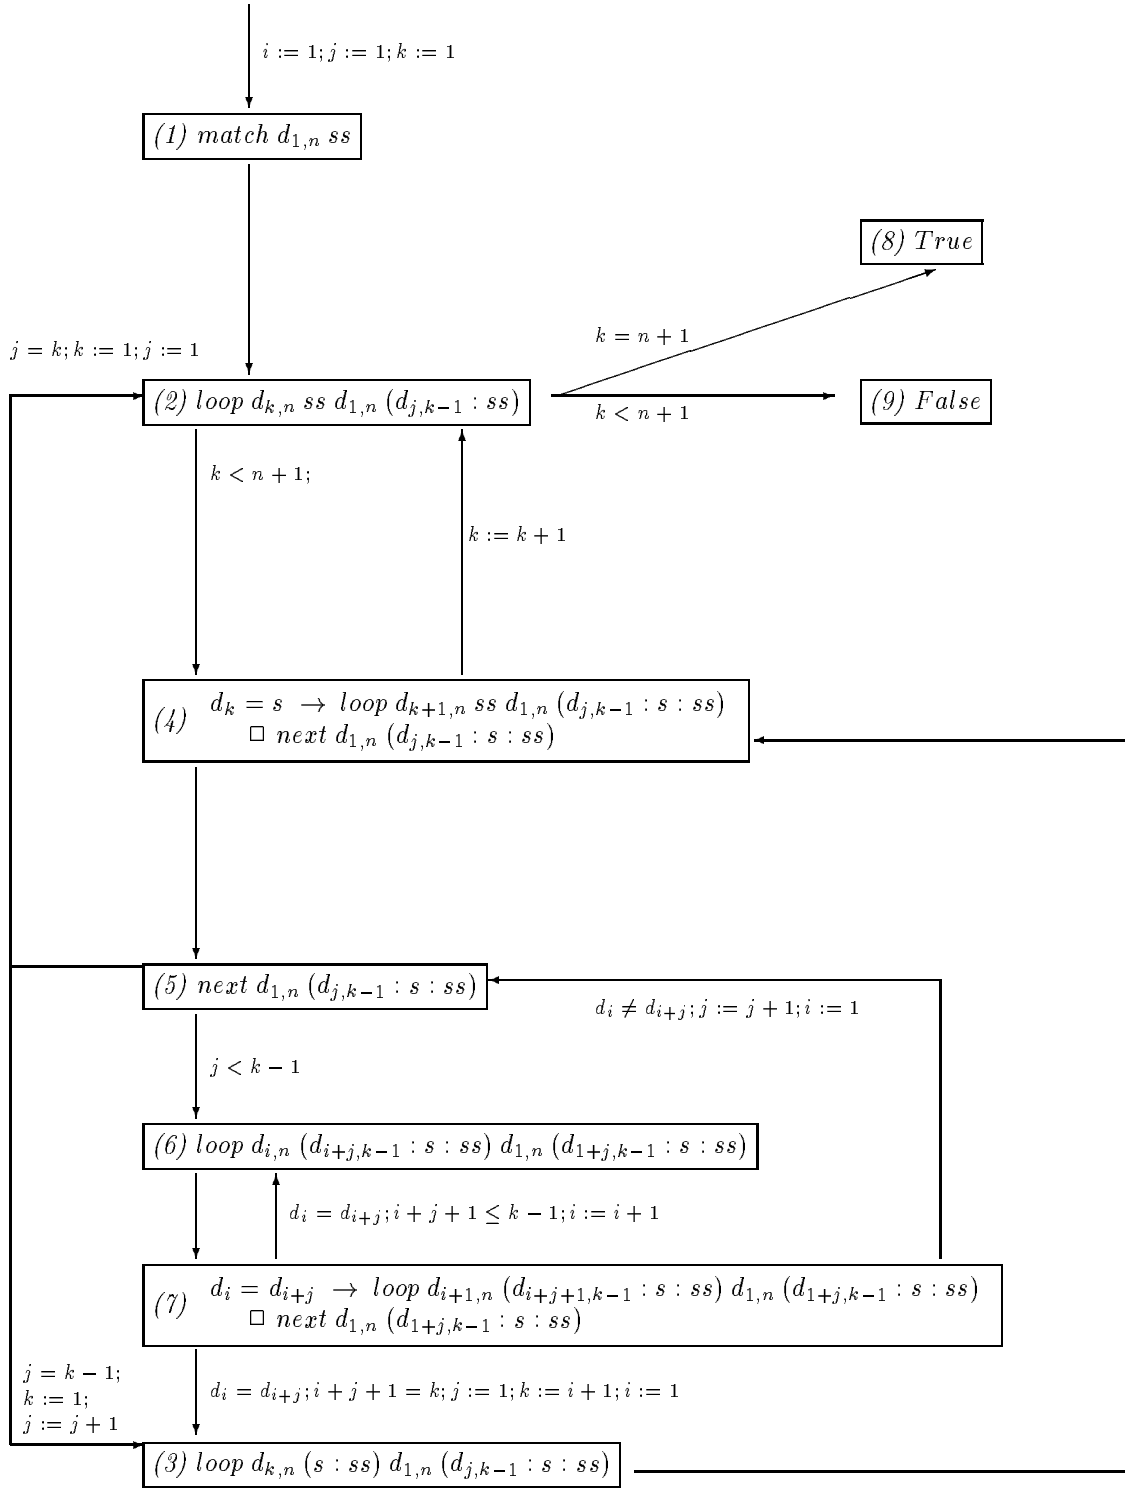 i := 1; j := 1; k := 1
(1) match d_{1,n} ss
(8) True
k = n + 1
j = k; k := 1; j := 1
(2) loop d_{k,n} ss d_{1,n} (d_{j,k−1} : ss)
k < n + 1
(9) False
k < n + 1;
k := k + 1
(4) d_k = s → loop d_{k+1,n} ss d_{1,n} (d_{j,k−1} : s : ss)
□ next d_{1,n} (d_{j,k−1} : s : ss)
(5) next d_{1,n} (d_{j,k−1} : s : ss)
d_i ≠ d_{i+j}; j := j + 1; i := 1
j < k − 1
(6) loop d_{i,n} (d_{i+j,k−1} : s : ss) d_{1,n} (d_{1+j,k−1} : s : ss)
d_i = d_{i+j}; i + j + 1 ≤ k − 1; i := i + 1
(7) d_i = d_{i+j} → loop d_{i+1,n} (d_{i+j+1,k−1} : s : ss) d_{1,n} (d_{1+j,k−1} : s : ss)
□ next d_{1,n} (d_{1+j,k−1} : s : ss)
j = k − 1;
k := 1;
j := j + 1
d_i = d_{i+j}; i + j + 1 = k; j := 1; k := i + 1; i := 1
(3) loop d_{k,n} (s : ss) d_{1,n} (d_{j,k−1} : s : ss)